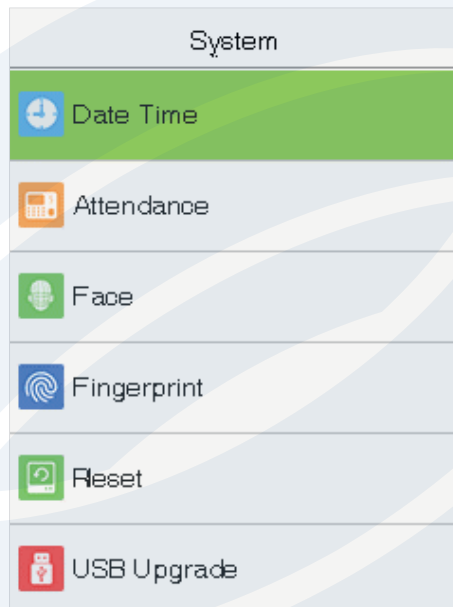 System
Date Time
Attendance
Face
Fingerprint
Reset
USB Upgrade